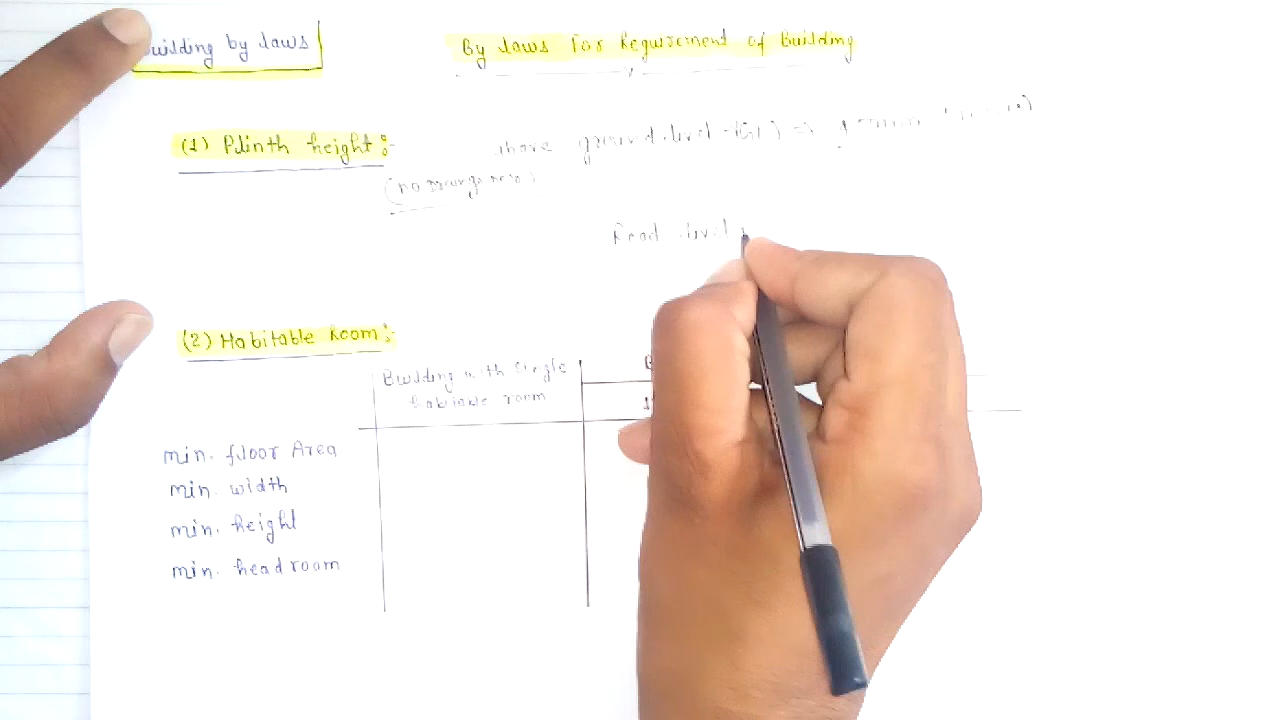 Building by Laws
By Laws For Requirement of Building
(1) Plinth height :-
above ground level (G.L) ⇒
Road level
(2) Habitable Room :-
Building with Single
habitable room
min. floor Area
min. width
min. height
min. head room